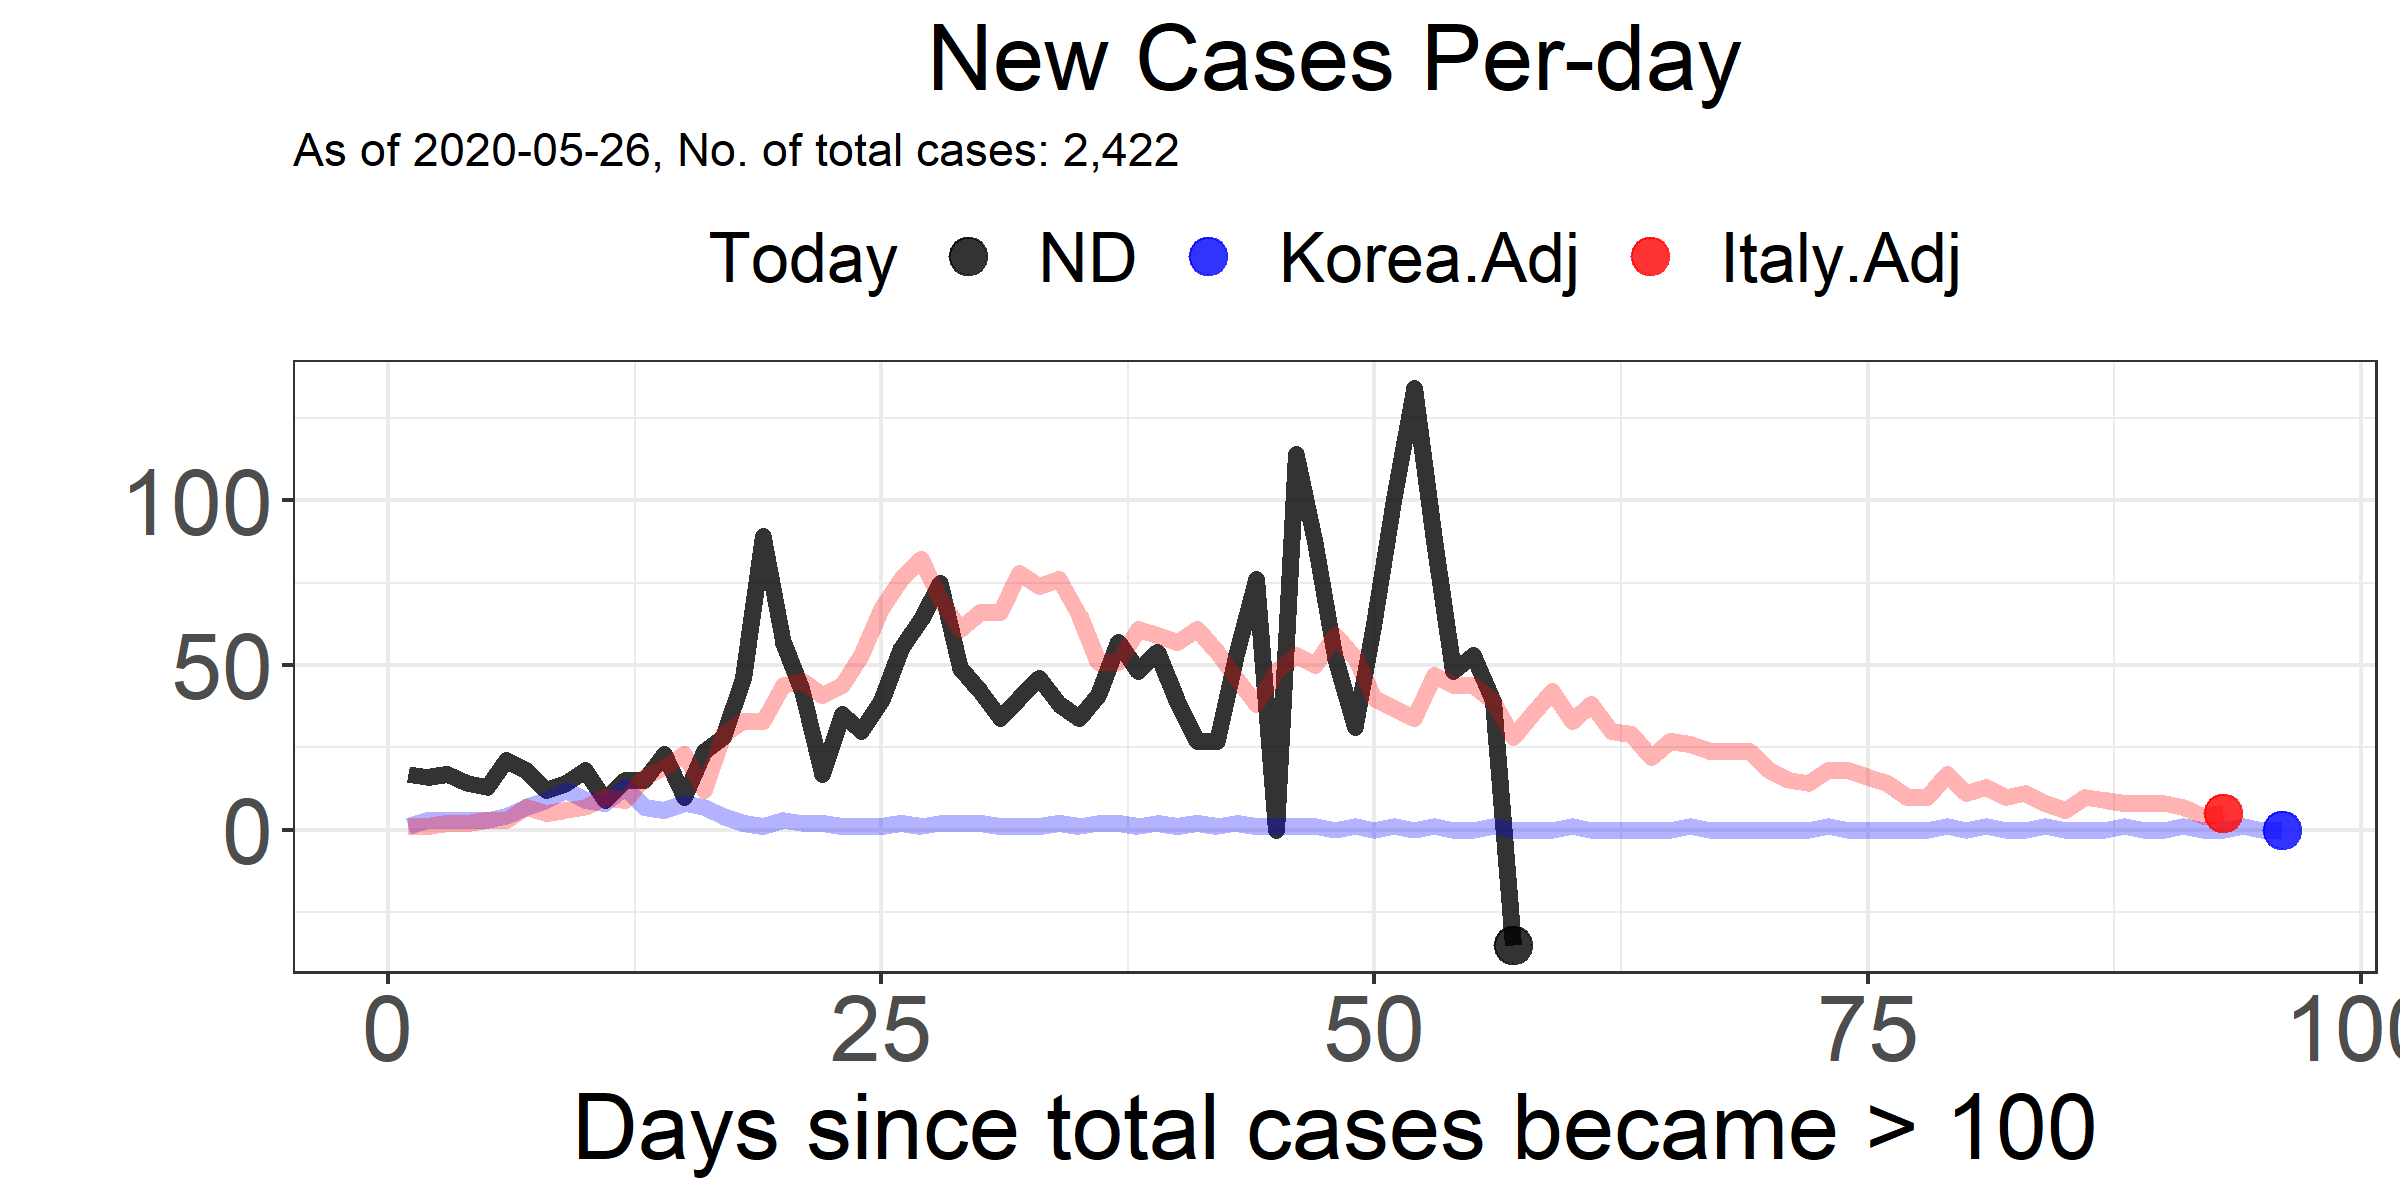 New Cases Per-day
As of 2020-05-26, No. of total cases: 2,422
Today ND Korea.Adj Italy.Adj
100
50
0
0 25 50 75 100
Days since total cases became > 100